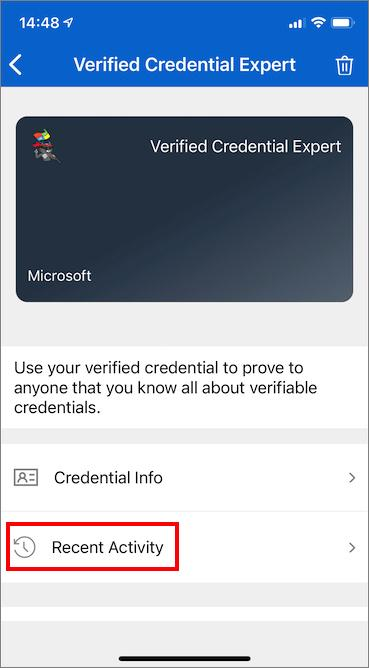 14:48
Verified Credential Expert
Verified Credential Expert
Microsoft
Use your verified credential to prove to
anyone that you know all about verifiable
credentials.
Credential Info
Recent Activity